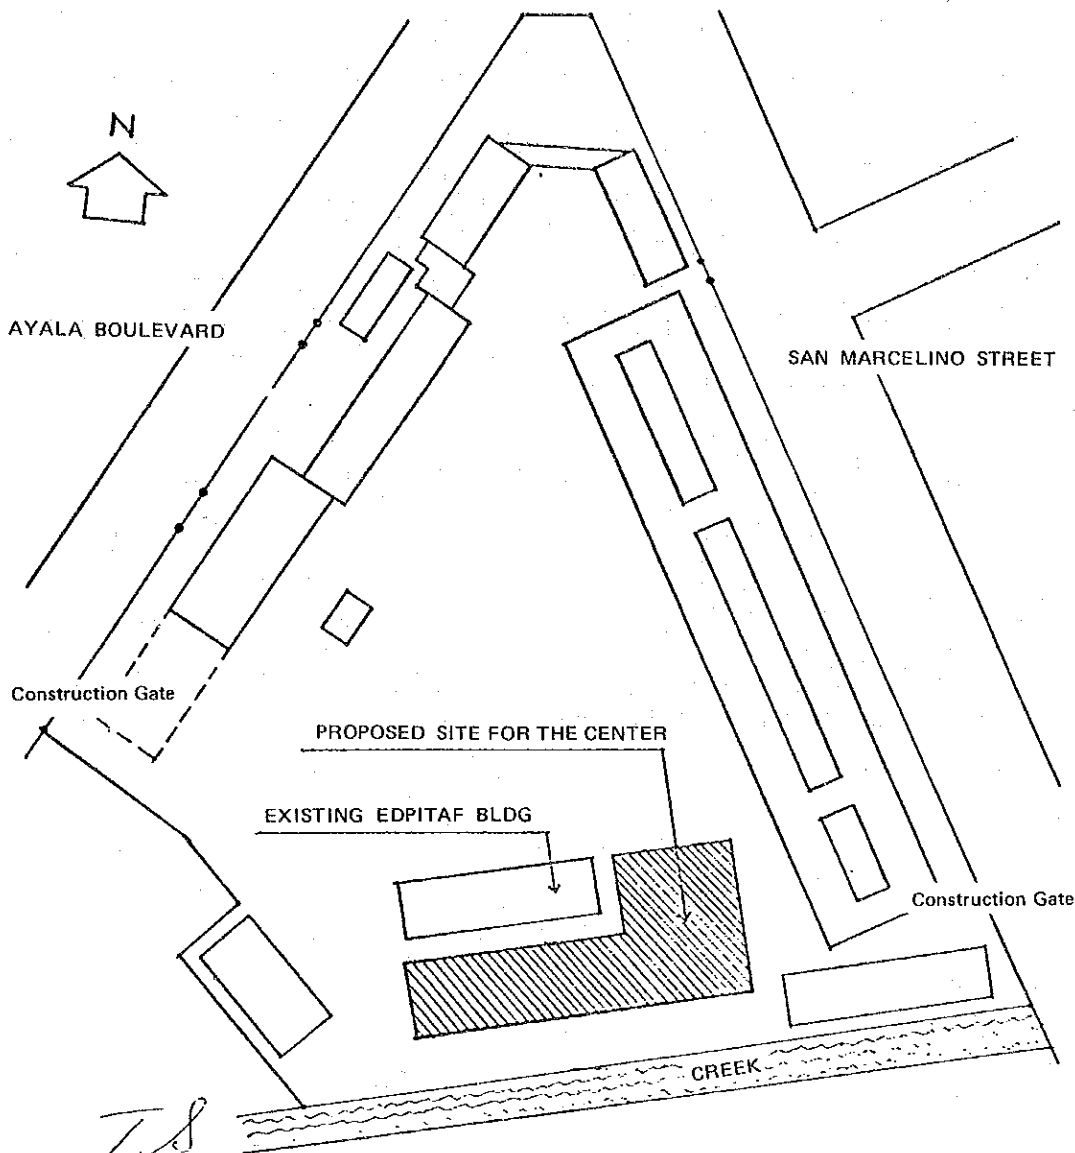 N
AYALA BOULEVARD
SAN MARCELINO STREET
Construction Gate
PROPOSED SITE FOR THE CENTER
EXISTING EDPITAF BLDG
Construction Gate
CREEK
T.S